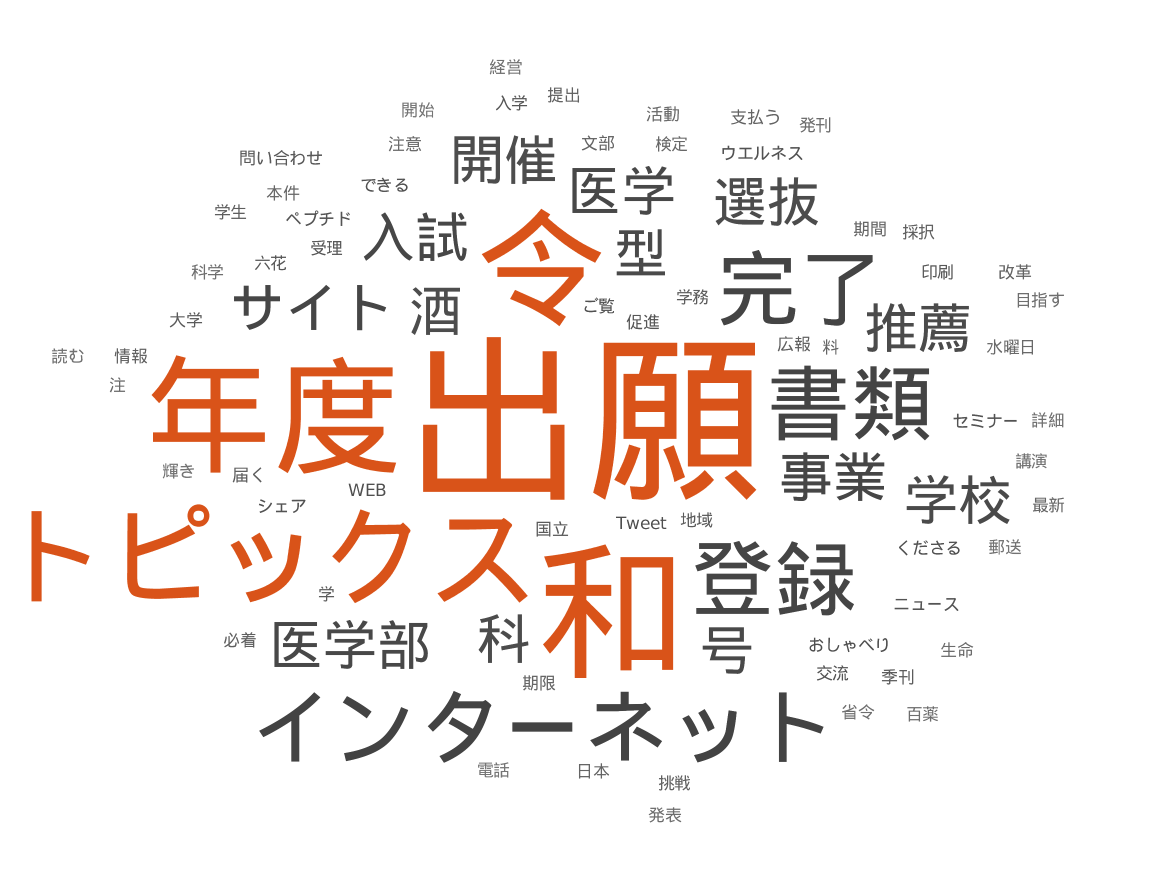 経営
入学
提出
開始
活動
支払う
発刊
注意
開催
文部
検定
ウエルネス
問い合わせ
できる
医学
選抜
本件
学生
ペプチド
入試
令
型
期間
採択
受理
科学
六花
完了
印刷
改革
サイト
酒
ご覧
学務
目指す
大学
促進
推薦
読む
情報
広報
料
水曜日
注
年度
出願
書類
セミナー
詳細
輝き
届く
WEB
事業
講演
シェア
学校
最新
トピックス
国立
Tweet
地域
くださる
郵送
和
登録
学
ニュース
必着
医学部
科
号
おしゃべり
生命
交流
季刊
期限
インターネット
省令
百薬
電話
日本
挑戦
発表